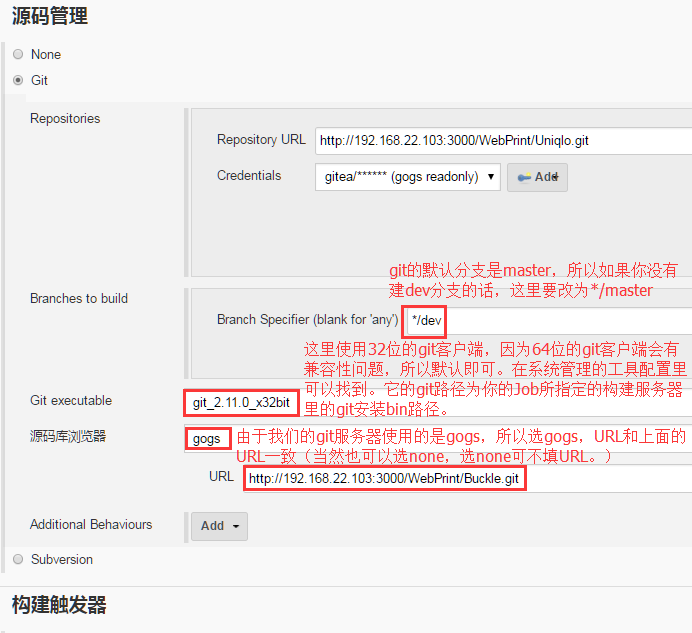 源码管理
None
Git
Repositories
Repository URL http://192.168.22.103:3000/WebPrint/Uniqlo.git
Credentials gitea/****** (gogs readonly) Add
git的默认分支是master，所以如果你没有
建dev分支的话，这里要改为*/master
Branches to build
Branch Specifier (blank for 'any') */dev
这里使用32位的git客户端，因为64位的git客户端会有
兼容性问题，所以默认即可。在系统管理的工具配置里
可以找到。它的git路径为你的Job所指定的构建服务器
里的git安装bin路径。
Git executable git_2.11.0_x32bit
源码库浏览器 gogs
由于我们的git服务器使用的是gogs，所以选gogs，URL和上面的
URL一致（当然也可以选none，选none可不填URL。）
URL http://192.168.22.103:3000/WebPrint/Buckle.git
Additional Behaviours Add
Subversion
构建触发器